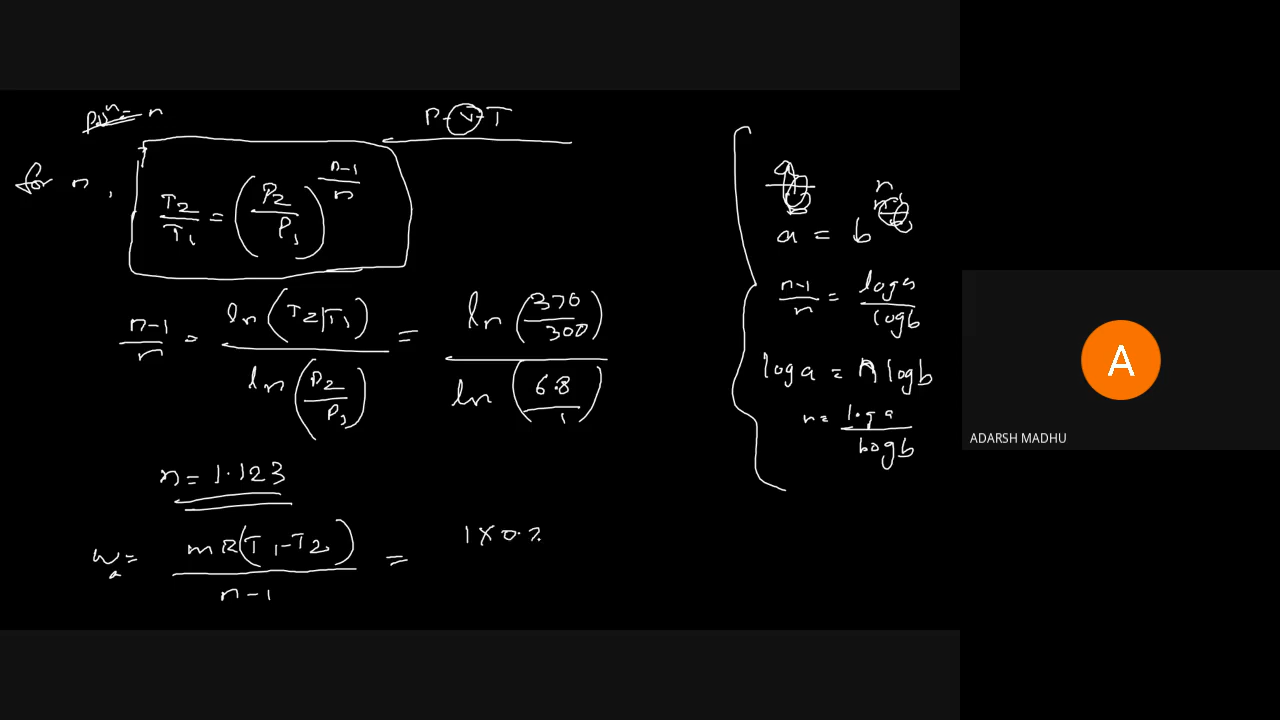 for n,
P-V-T
T2/T1 = (P2/P1)^(n-1/n)
n-1/n = ln(T2/T1)/ln(P2/P1) = ln(370/300)/ln(6.8/1)
n = 1.123
mR(T1-T2)/n-1 = 1 X 0.2
a = b
n-1/n = log a/log b
log a = n log b
n = log a/log b
A
ADARSH MADHU